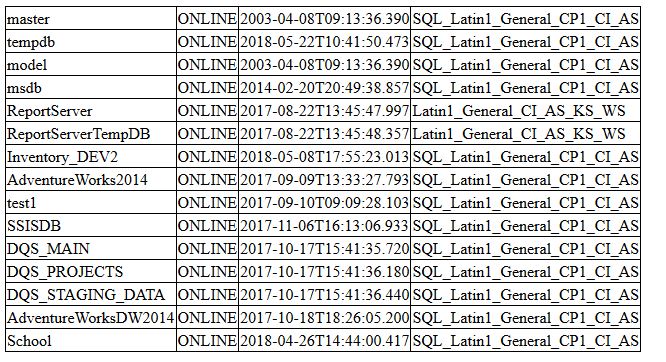 master ONLINE 2003-04-08T09:13:36.390 SQL_Latin1_General_CP1_CI_AS
tempdb ONLINE 2018-05-22T10:41:50.473 SQL_Latin1_General_CP1_CI_AS
model ONLINE 2003-04-08T09:13:36.390 SQL_Latin1_General_CP1_CI_AS
msdb ONLINE 2014-02-20T20:49:38.857 SQL_Latin1_General_CP1_CI_AS
ReportServer ONLINE 2017-08-22T13:45:47.997 Latin1_General_CI_AS_KS_WS
ReportServerTempDB ONLINE 2017-08-22T13:45:48.357 Latin1_General_CI_AS_KS_WS
Inventory_DEV2 ONLINE 2018-05-08T17:55:23.013 SQL_Latin1_General_CP1_CI_AS
AdventureWorks2014 ONLINE 2017-09-09T13:33:27.793 SQL_Latin1_General_CP1_CI_AS
test1 ONLINE 2017-09-10T09:09:28.103 SQL_Latin1_General_CP1_CI_AS
SSISDB ONLINE 2017-11-06T16:13:06.933 SQL_Latin1_General_CP1_CI_AS
DQS_MAIN ONLINE 2017-10-17T15:41:35.720 SQL_Latin1_General_CP1_CI_AS
DQS_PROJECTS ONLINE 2017-10-17T15:41:36.180 SQL_Latin1_General_CP1_CI_AS
DQS_STAGING_DATA ONLINE 2017-10-17T15:41:36.440 SQL_Latin1_General_CP1_CI_AS
AdventureWorksDW2014 ONLINE 2017-10-18T18:26:05.200 SQL_Latin1_General_CP1_CI_AS
School ONLINE 2018-04-26T14:44:00.417 SQL_Latin1_General_CP1_CI_AS